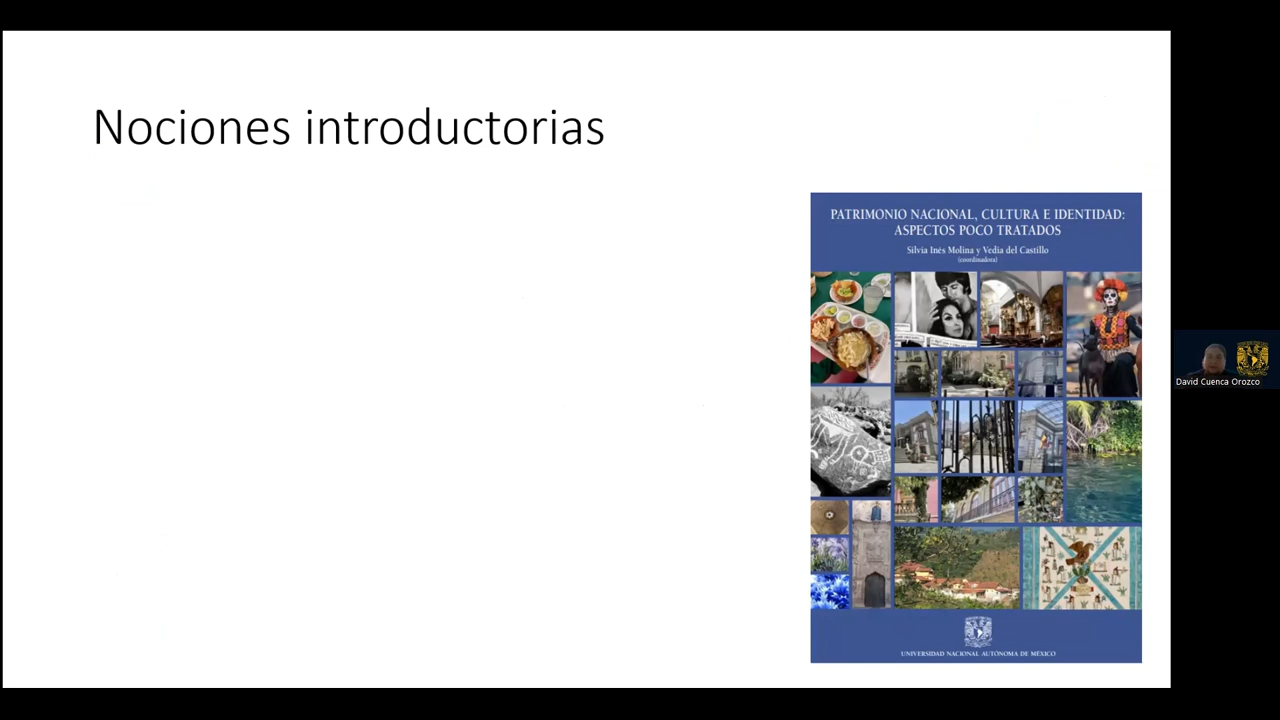 Nociones introductorias
PATRIMONIO NACIONAL, CULTURA E IDENTIDAD:
ASPECTOS POCO TRATADOS
Silvia Inés Molina y Vedia del Castillo
(coordinadora)
UNIVERSIDAD NACIONAL AUTÓNOMA DE MÉXICO
David Cuenca Orozco